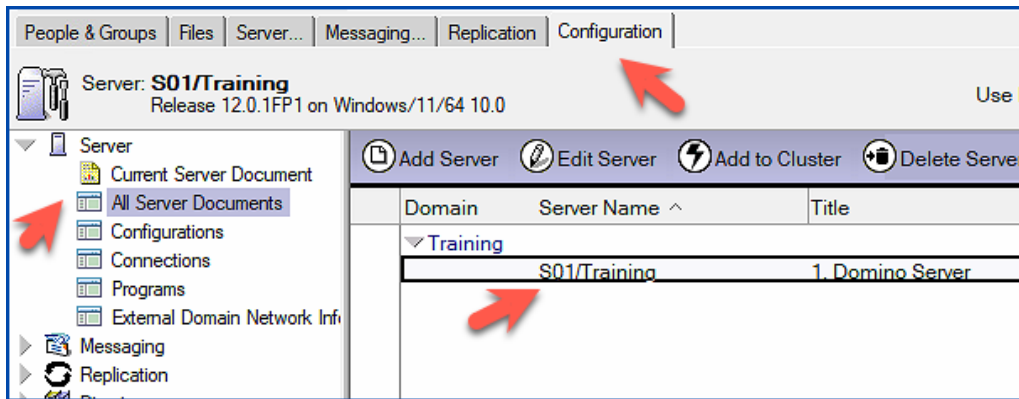 People & Groups Files Server... Messaging... Replication Configuration
Server: S01/Training
Release 12.0.1FP1 on Windows/11/64 10.0
Use
Server
Current Server Document
All Server Documents
Configurations
Connections
Programs
External Domain Network
Messaging
Replication
Add Server Edit Server Add to Cluster Delete
Domain Server Name Title
Training
S01/Training 1. Domino Server